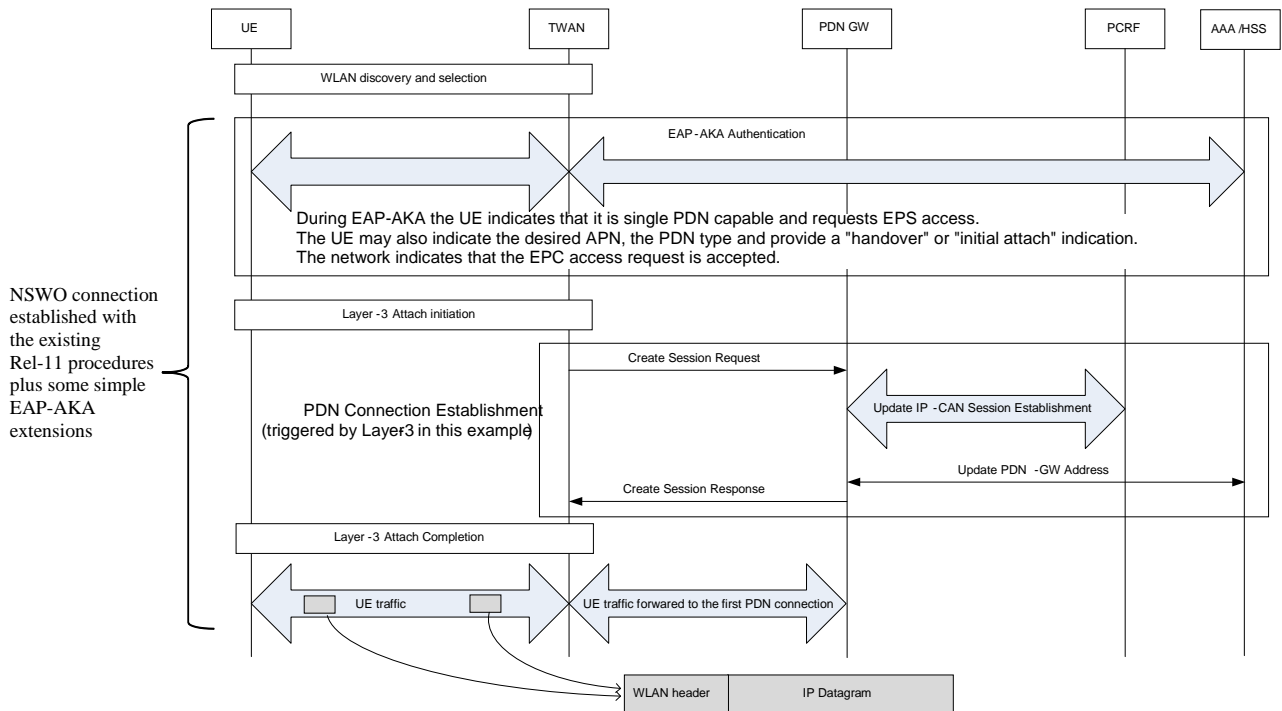 UE
TWAN
PDN GW
PCRF
AAA /HSS
WLAN discovery and selection
EAP-AKA Authentication
During EAP-AKA the UE indicates that it is single PDN capable and requests EPS access.
The UE may also indicate the desired APN, the PDN type and provide a "handover" or "initial attach" indication.
The network indicates that the EPC access request is accepted.
NSWO connection
established with
the existing
Rel-11 procedures
plus some simple
EAP-AKA
extensions
Layer -3 Attach initiation
Create Session Request
PDN Connection Establishment
(triggered by Layer-3 in this example)
Update IP -CAN Session Establishment
Update PDN -GW Address
Create Session Response
Layer -3 Attach Completion
UE traffic
UE traffic forwared to the first PDN connection
WLAN header
IP Datagram